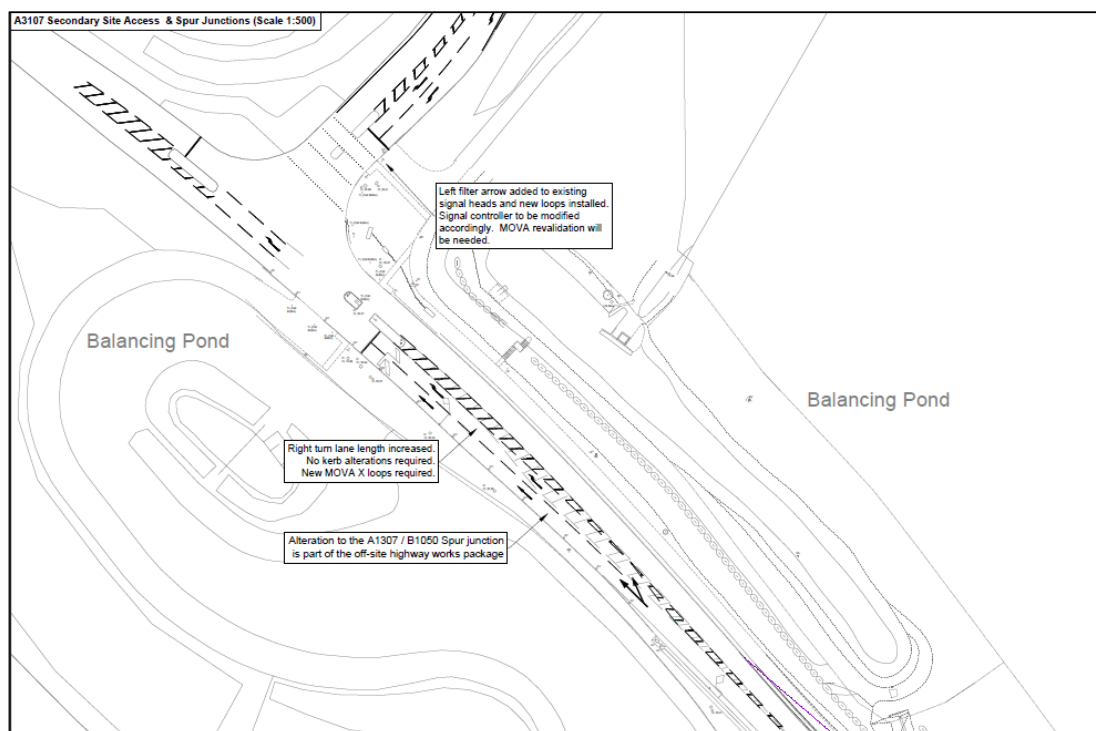 A3107 Secondary Site Access & Spur Junctions (Scale 1:500)
Left filter arrow added to existing
signal heads and new loops installed.
Signal controller to be modified
accordingly. MOVA revalidation will
be needed.
Balancing Pond
Balancing Pond
Right turn lane length increased.
No kerb alterations required.
New MOVA X loops required.
Alteration to the A1307 / B1050 Spur junction
is part of the off-site highway works package